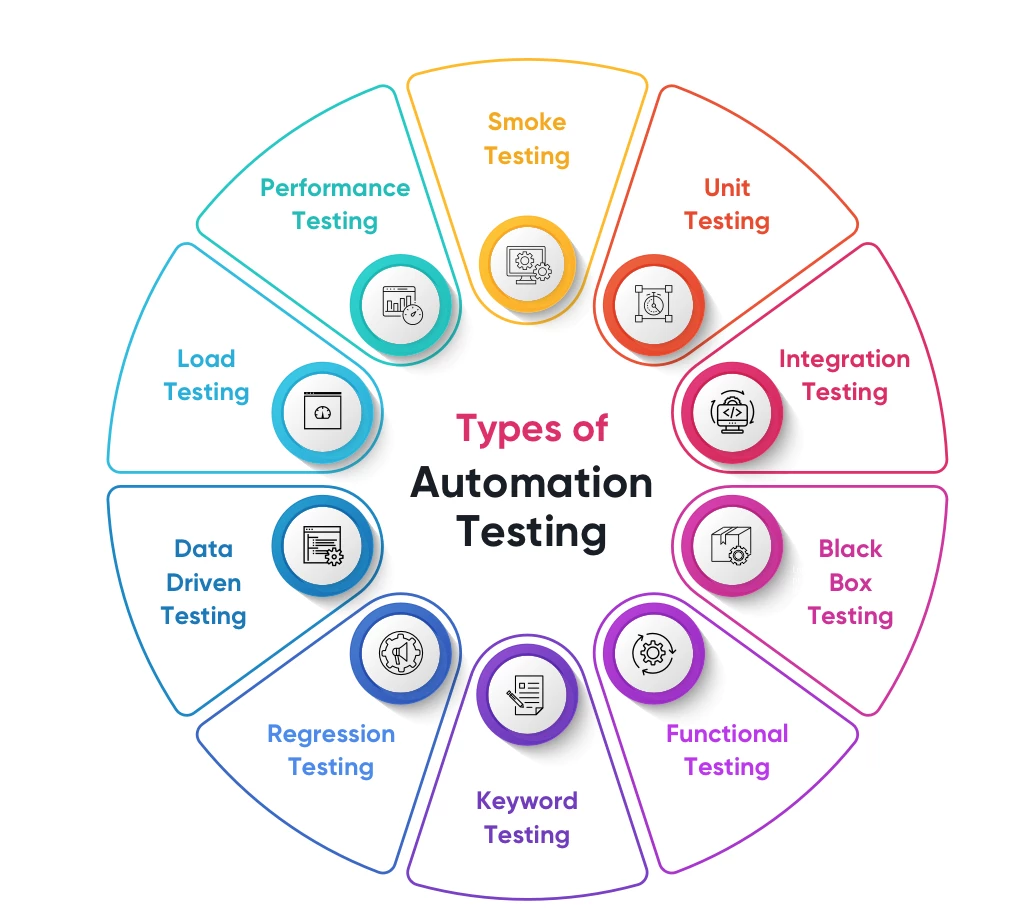 Types of
Automation
Testing
Smoke
Testing
Unit
Testing
Integration
Testing
Black
Box
Testing
Functional
Testing
Keyword
Testing
Regression
Testing
Data
Driven
Testing
Load
Testing
Performance
Testing